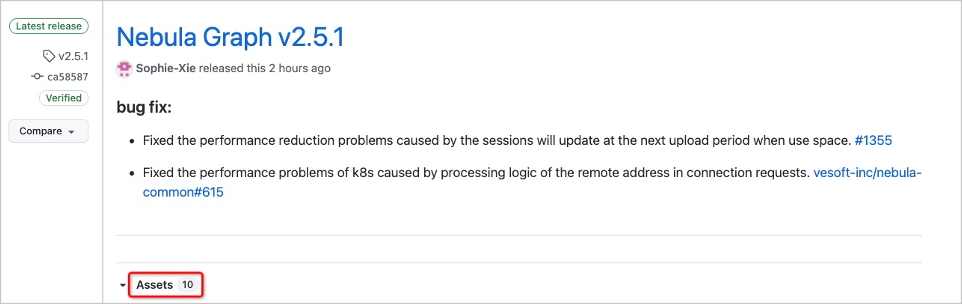 Latest release
v2.5.1
ca58587
Verified
Compare
Nebula Graph v2.5.1
Sophie-Xie released this 2 hours ago
bug fix:
Fixed the performance reduction problems caused by the sessions will update at the next upload period when use space. #1355
Fixed the performance problems of k8s caused by processing logic of the remote address in connection requests. vesoft-inc/nebula-
common#615
Assets 10